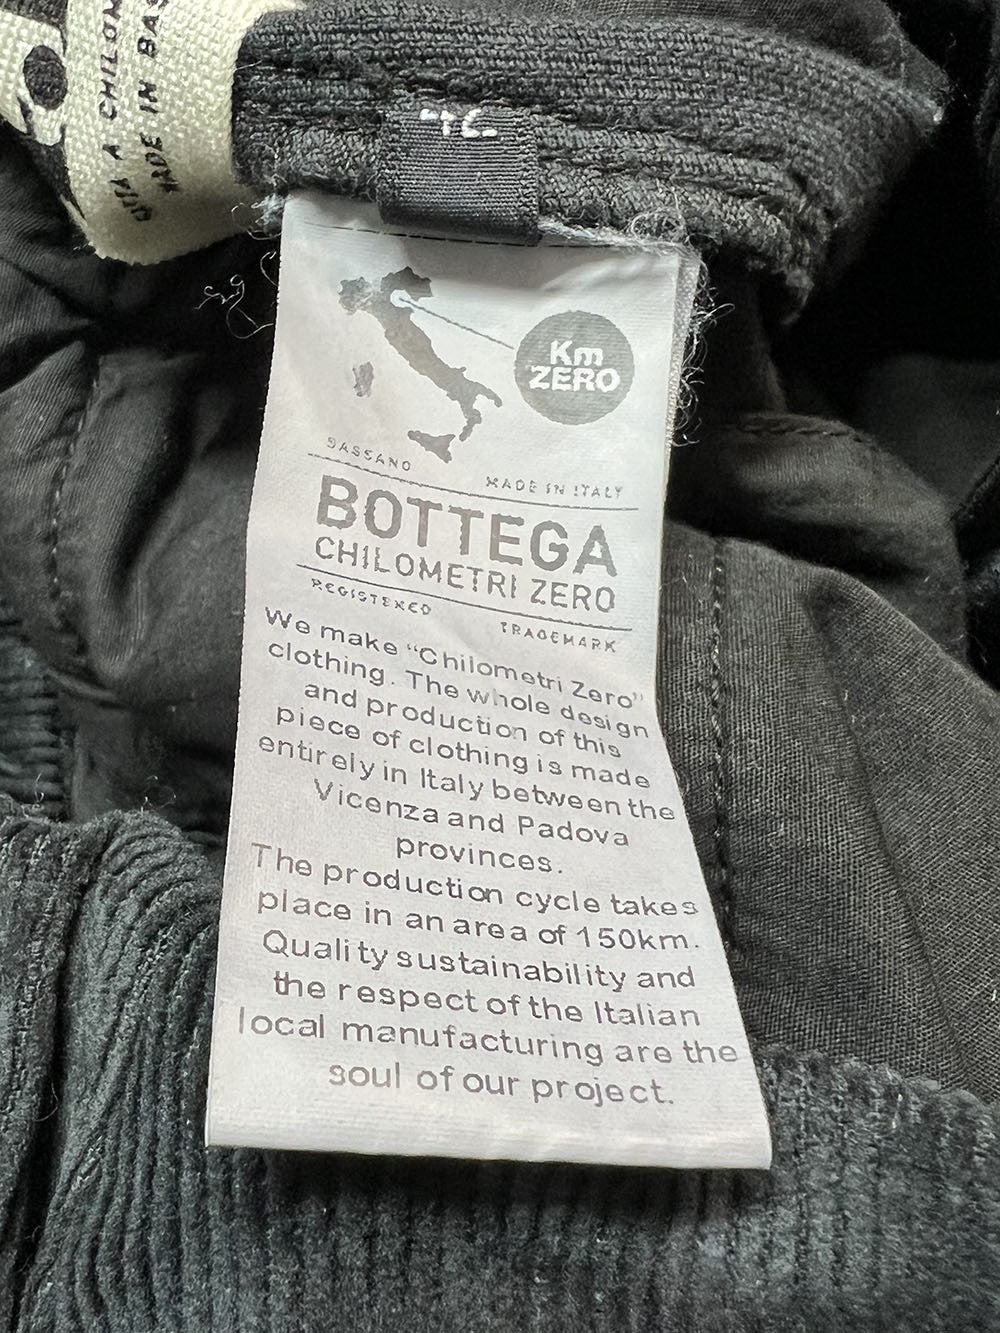 A CHILOM
MADE IN BAS
Km
ZERO
BASSANO
MADE IN ITALY
BOTTEGA
CHILOMETRI ZERO
REGISTERED
TRADEMARK
We make “Chilometri Zero”
clothing. The whole design
and production of this
piece of clothing is made
entirely in Italy between the
Vicenza and Padova
provinces.
The production cycle takes
place in an area of 150km.
Quality sustainability and
the respect of the Italian
local manufacturing are the
soul of our project.